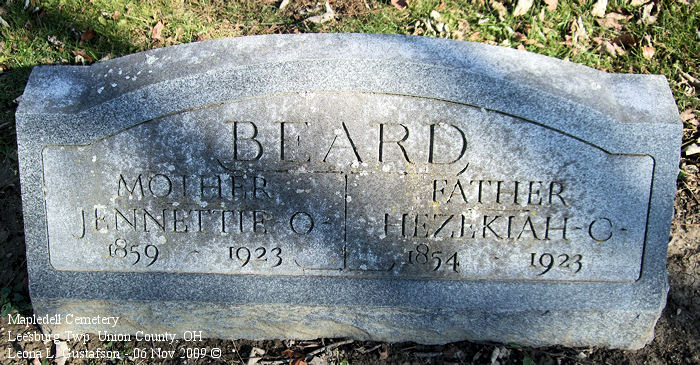 BEARD
MOTHER
JENNETTIE O-
1859 - 1923
FATHER
HEZEKIAH-C-
1854 - 1923
Mapledell Cemetery
Leesburg Twp Union County, OH
Leona L. Gustafson - 06 Nov 2009 ©